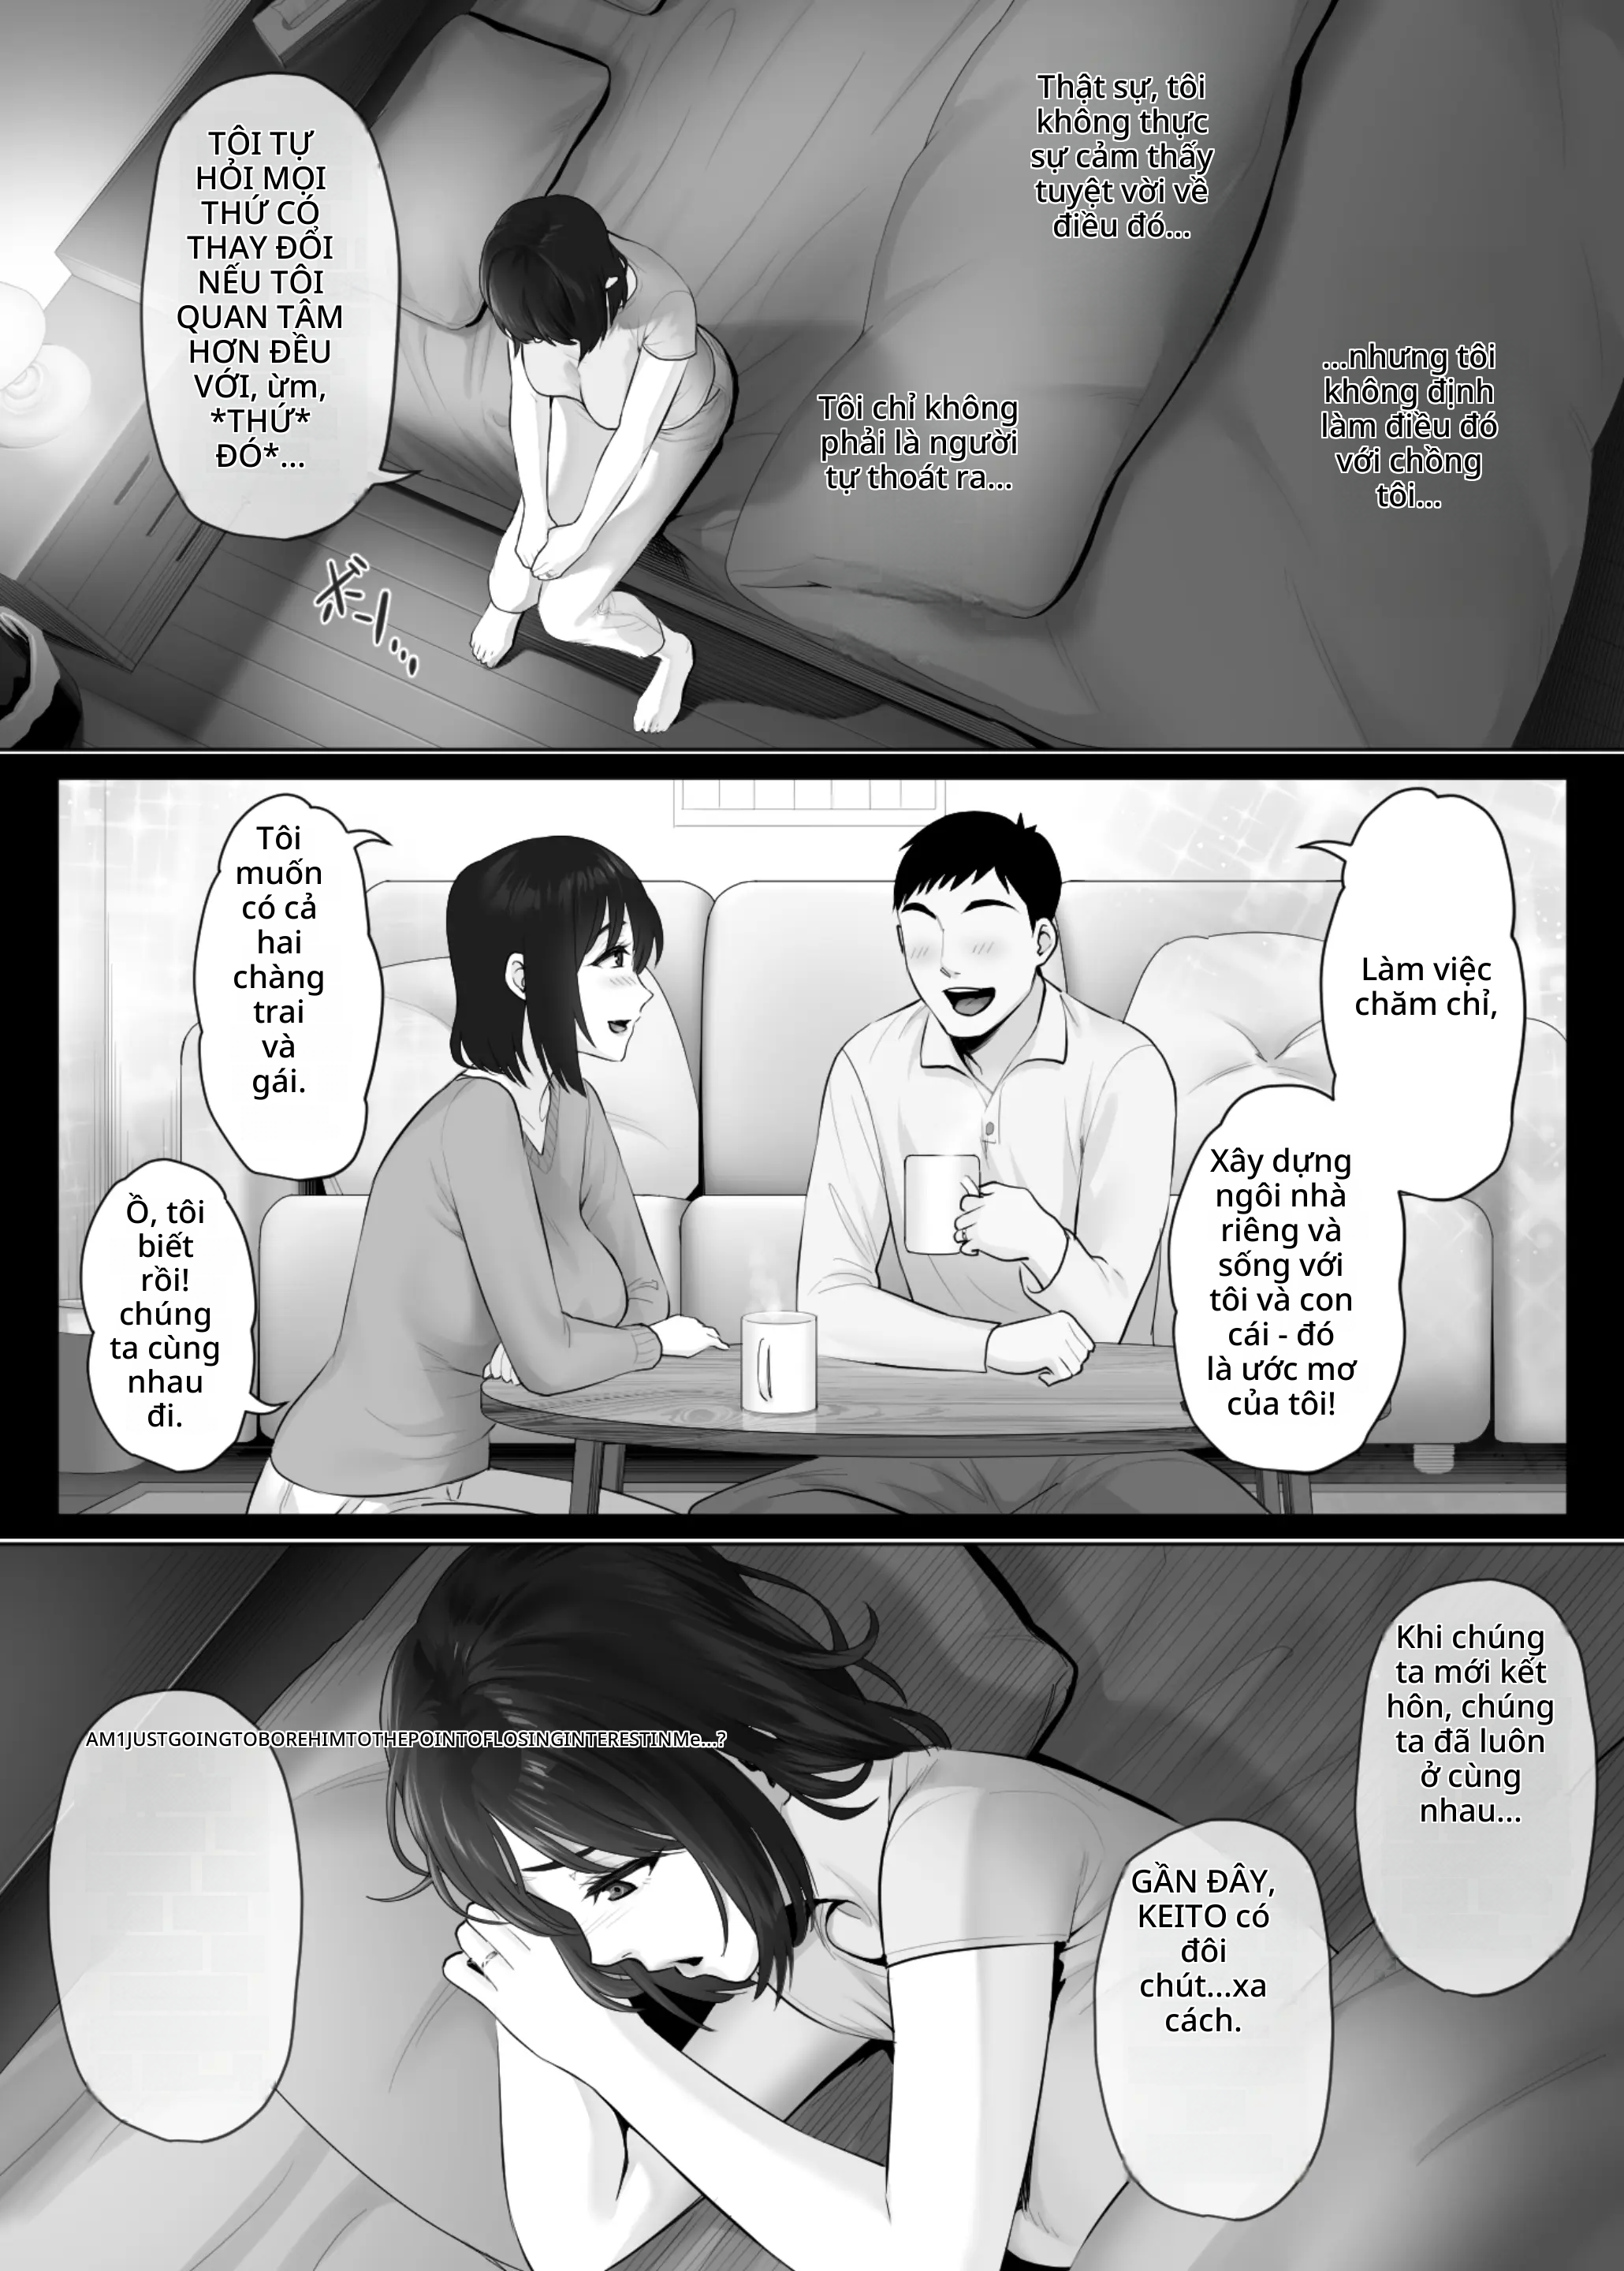 Thật sự, tôi
không thực
sự cảm thấy
tuyệt vời về
điều đó...
...nhưng tôi
không định
làm điều đó
với chồng
tôi...
Tôi chỉ không
phải là người
tự thoát ra...
TÔI TỰ
HỎI MỌI
THỨ CÓ
THAY ĐỔI
NẾU TÔI
QUAN TÂM
HƠN ĐỀU
VỚI, ừm,
*THỨ*
ĐÓ*...
ボーー...
Làm việc
chăm chỉ,
Xây dựng
ngôi nhà
riêng và
sống với
tôi và con
cái - đó
là ước mơ
của tôi!
Tôi
muốn
có cả
hai
chàng
trai
và
gái.
Ồ, tôi
biết
rồi!
chúng
ta cùng
nhau
đi.
Khi chúng
ta mới kết
hôn, chúng
ta đã luôn
ở cùng
nhau...
GẦN ĐÂY,
KEITO có
đôi
chút...xa
cách.
AM1JUSTGOINGTOBOREHIMTOTHEPOINTOFLOSINGINTERESTINMe...?